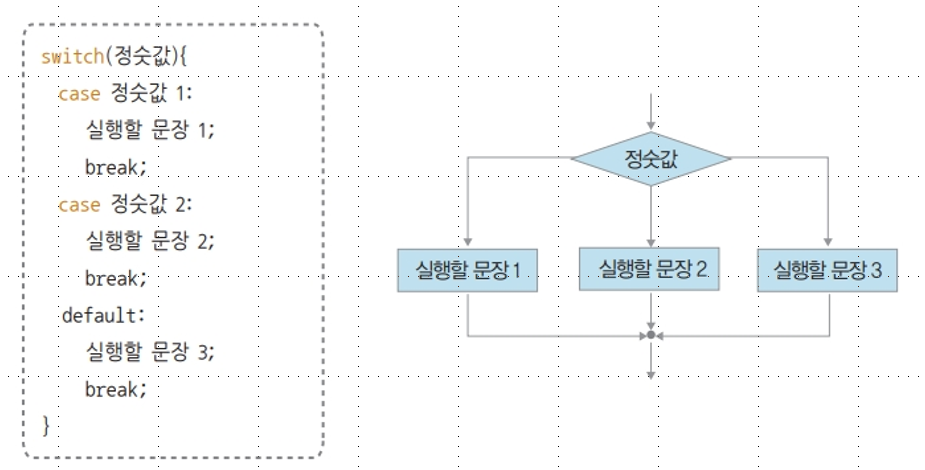 switch(정숫값){
case 정숫값 1:
실행할 문장 1;
break;
case 정숫값 2:
실행할 문장 2;
break;
default:
실행할 문장 3;
break;
}
정숫값
실행할 문장 1
실행할 문장 2
실행할 문장 3